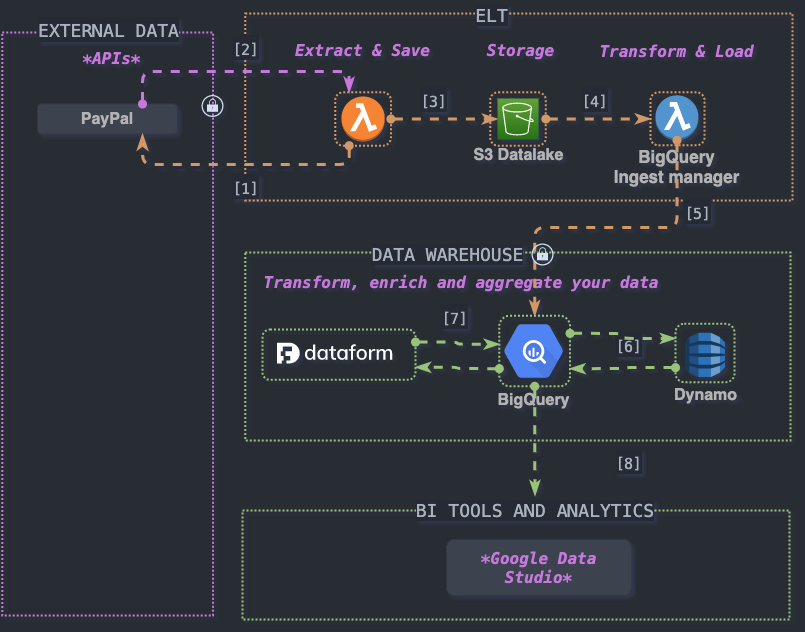 ELT
EXTERNAL DATA
*APIs*
[2]
Extract & Save
Storage
Transform & Load
PayPal
[3]
[4]
S3 Datalake
BigQuery
Ingest manager
[1]
[5]
DATA WAREHOUSE
Transform, enrich and aggregate your data
[7]
dataform
[6]
BigQuery
Dynamo
[8]
BI TOOLS AND ANALYTICS
*Google Data
Studio*